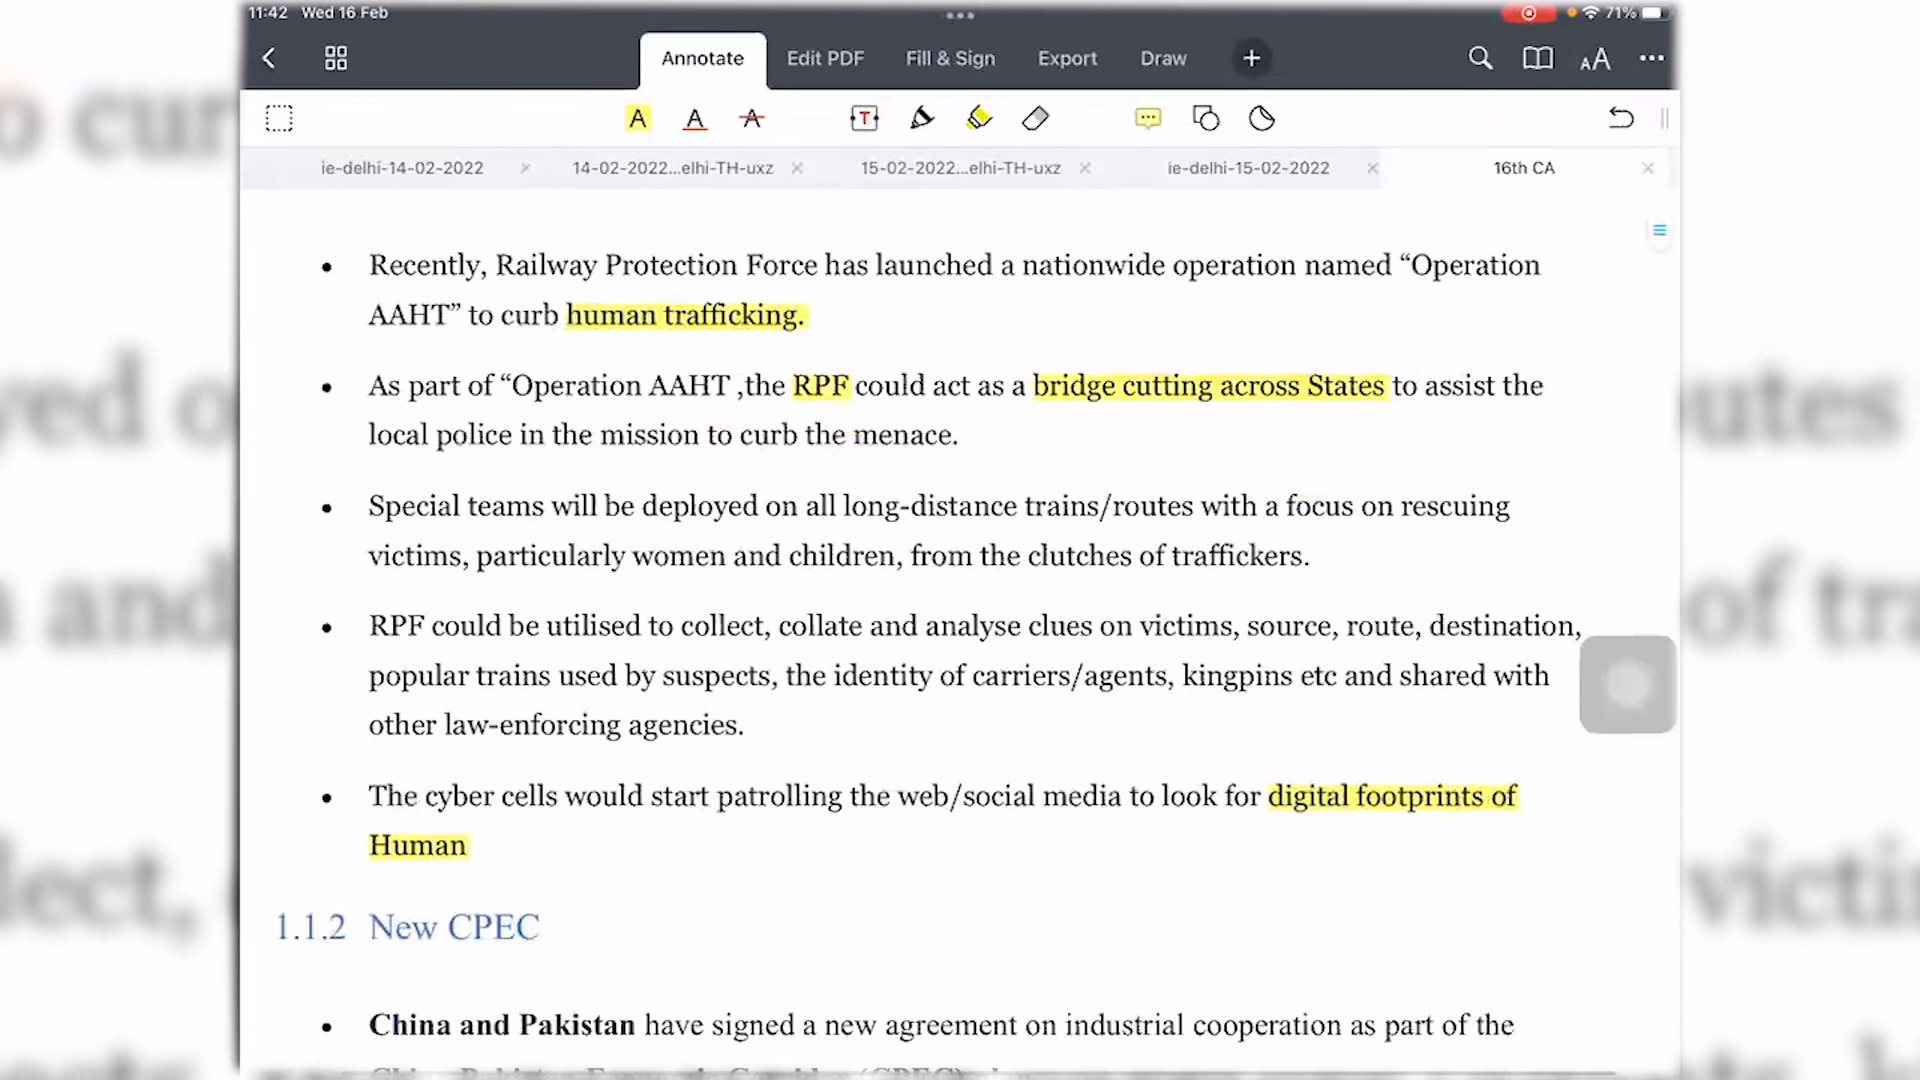 11:42 Wed 16 Feb
71%
Annotate Edit PDF Fill & Sign Export Draw
AA
A A A T
ie-delhi-14-02-2022 14-02-2022...elhi-TH-uxz 15-02-2022...elhi-TH-uxz ie-delhi-15-02-2022 16th CA
• Recently, Railway Protection Force has launched a nationwide operation named “Operation
AAHT” to curb human trafficking.
• As part of “Operation AAHT ,the RPF could act as a bridge cutting across States to assist the
local police in the mission to curb the menace.
• Special teams will be deployed on all long-distance trains/routes with a focus on rescuing
victims, particularly women and children, from the clutches of traffickers.
• RPF could be utilised to collect, collate and analyse clues on victims, source, route, destination,
popular trains used by suspects, the identity of carriers/agents, kingpins etc and shared with
other law-enforcing agencies.
• The cyber cells would start patrolling the web/social media to look for digital footprints of
Human
1.1.2 New CPEC
• China and Pakistan have signed a new agreement on industrial cooperation as part of the